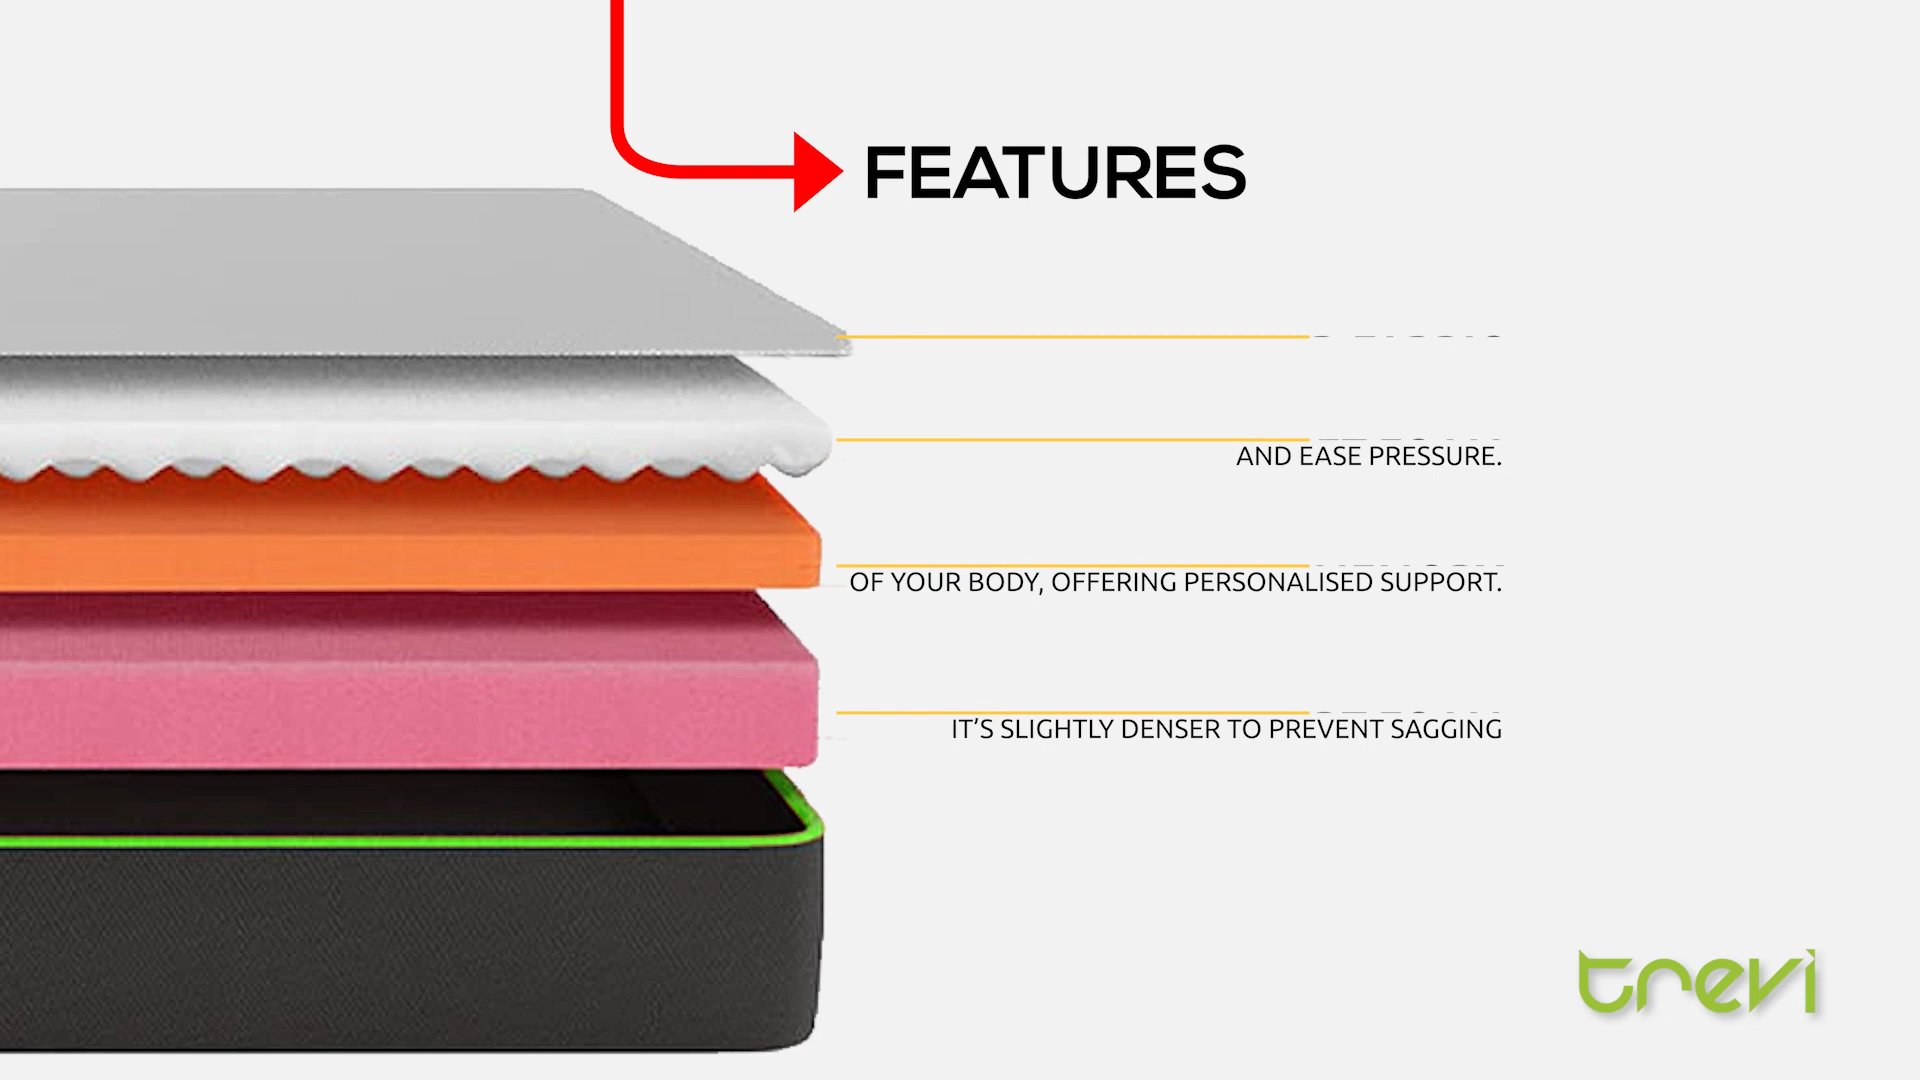 FEATURES
AND EASE PRESSURE.
OF YOUR BODY, OFFERING PERSONALISED SUPPORT.
IT'S SLIGHTLY DENSER TO PREVENT SAGGING
trevi